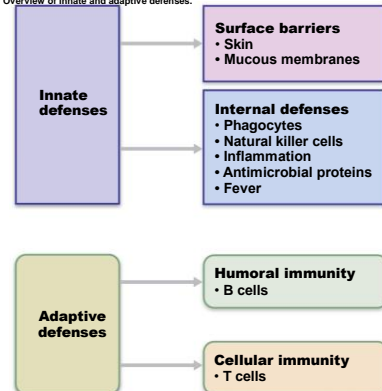 Overview of innate and adaptive defenses.
Surface barriers
• Skin
• Mucous membranes
Innate
defenses
Internal defenses
• Phagocytes
• Natural killer cells
• Inflammation
• Antimicrobial proteins
• Fever
Humoral immunity
• B cells
Adaptive
defenses
Cellular immunity
• T cells